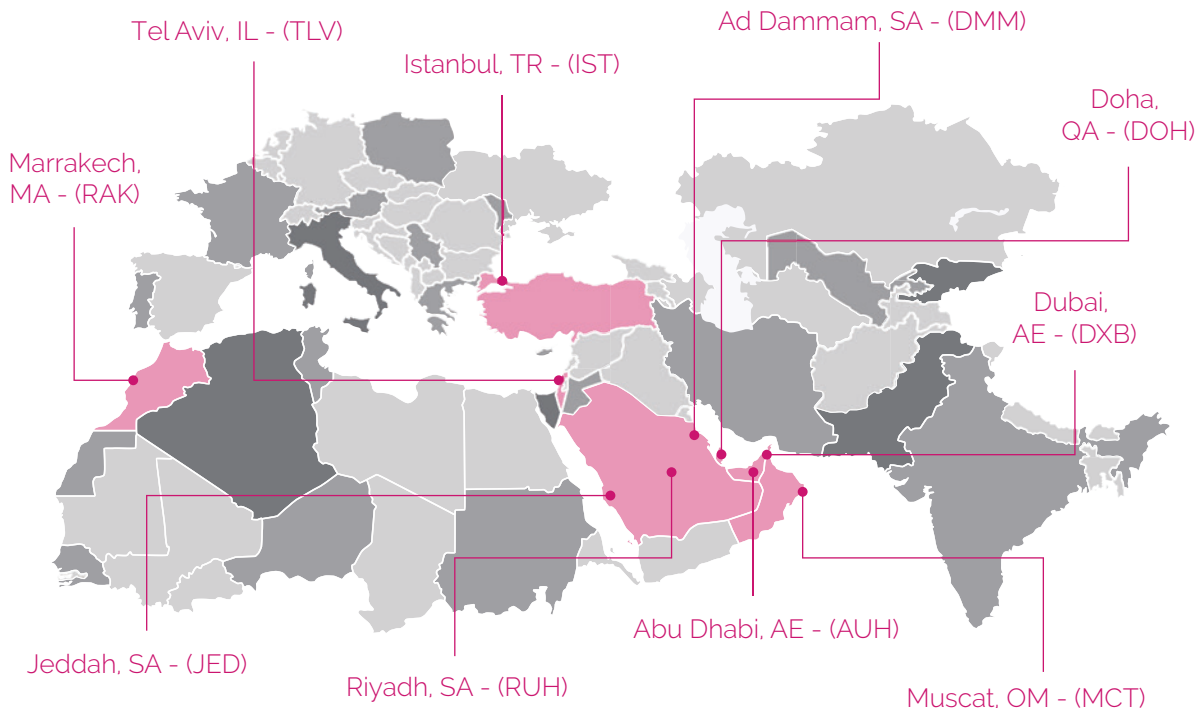 Tel Aviv, IL - (TLV)
Ad Dammam, SA - (DMM)
Istanbul, TR - (IST)
Doha,
QA - (DOH)
Marrakech,
MA - (RAK)
Dubai,
AE - (DXB)
Abu Dhabi, AE - (AUH)
Jeddah, SA - (JED)
Riyadh, SA - (RUH)
Muscat, OM - (MCT)